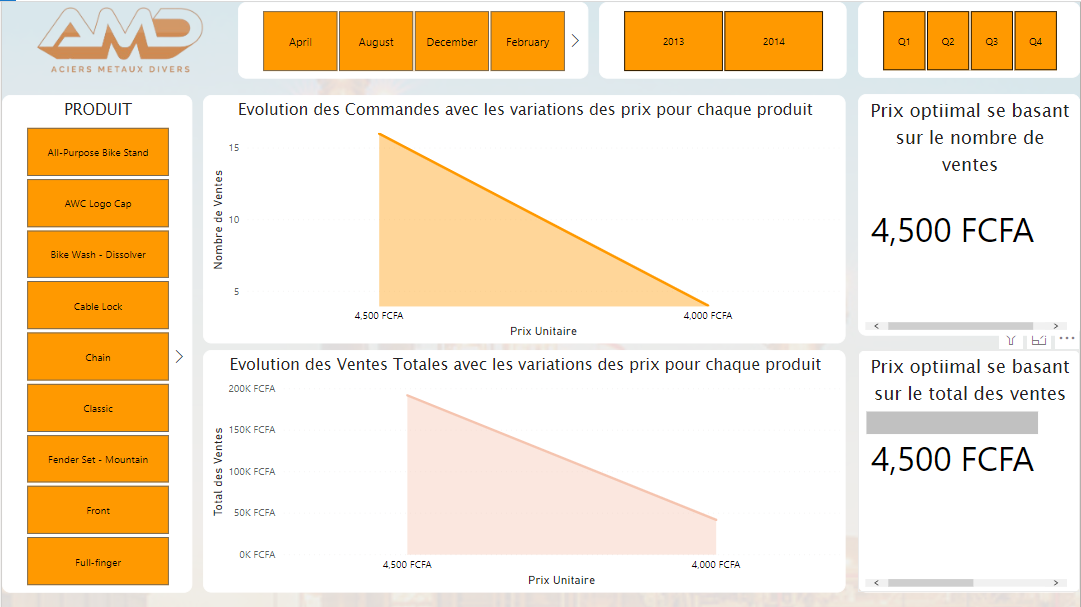 AMD
ACIERS METAUX DIVERS
April
August
December
February
2013
2014
Q1
Q2
Q3
Q4
PRODUIT
All-Purpose Bike Stand
AWC Logo Cap
Bike Wash - Dissolver
Cable Lock
Chain
Classic
Fender Set - Mountain
Front
Full-finger
Evolution des Commandes avec les variations des prix pour chaque produit
Nombre de Ventes
15
10
5
4,500 FCFA
4,000 FCFA
Prix Unitaire
Prix optiimal se basant
sur le nombre de
ventes
4,500 FCFA
Evolution des Ventes Totales avec les variations des prix pour chaque produit
Total des Ventes
200K FCFA
150K FCFA
100K FCFA
50K FCFA
0K FCFA
4,500 FCFA
4,000 FCFA
Prix Unitaire
Prix optiimal se basant
sur le total des ventes
4,500 FCFA